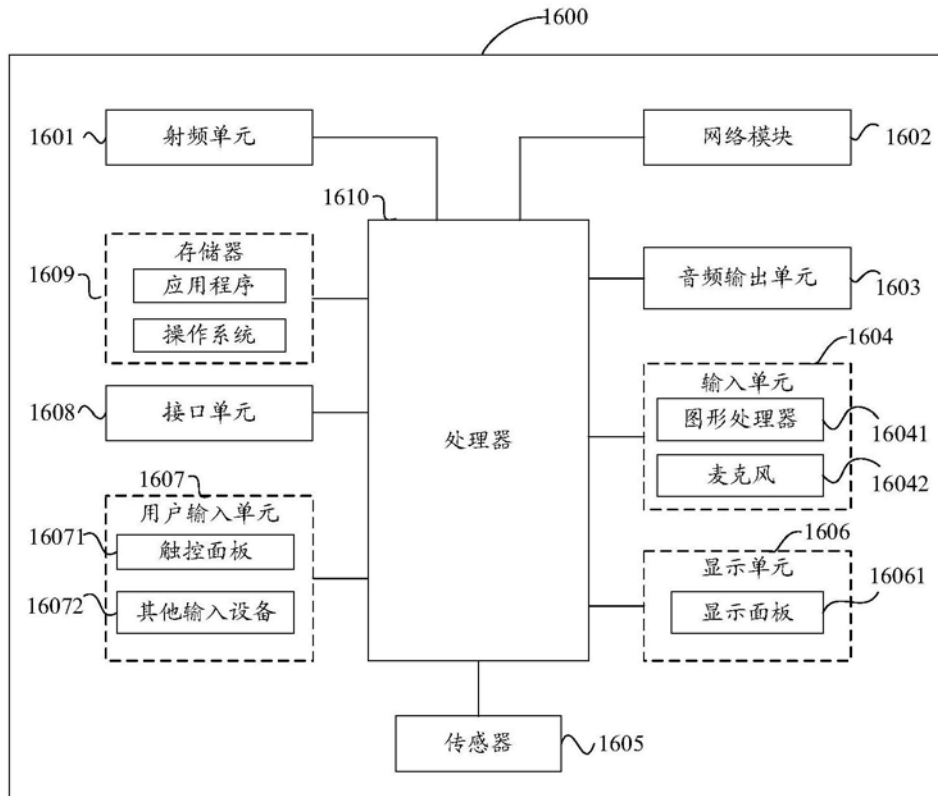 1600
1601
射频单元
网络模块
1602
1610
存储器
1609
应用程序
操作系统
音频输出单元
1603
1604
输入单元
图形处理器
16041
麦克风
16042
1608
接口单元
处理器
1607
用户输入单元
16071
触控面板
16072
其他输入设备
1606
显示单元
显示面板
16061
传感器
1605